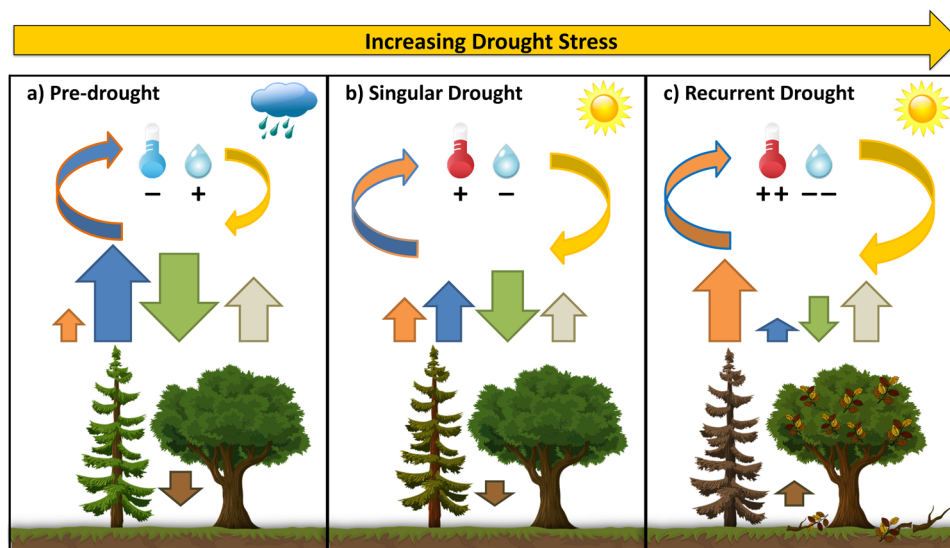 Increasing Drought Stress
a) Pre-drought
b) Singular Drought
c) Recurrent Drought
− +
+ −
++ −−